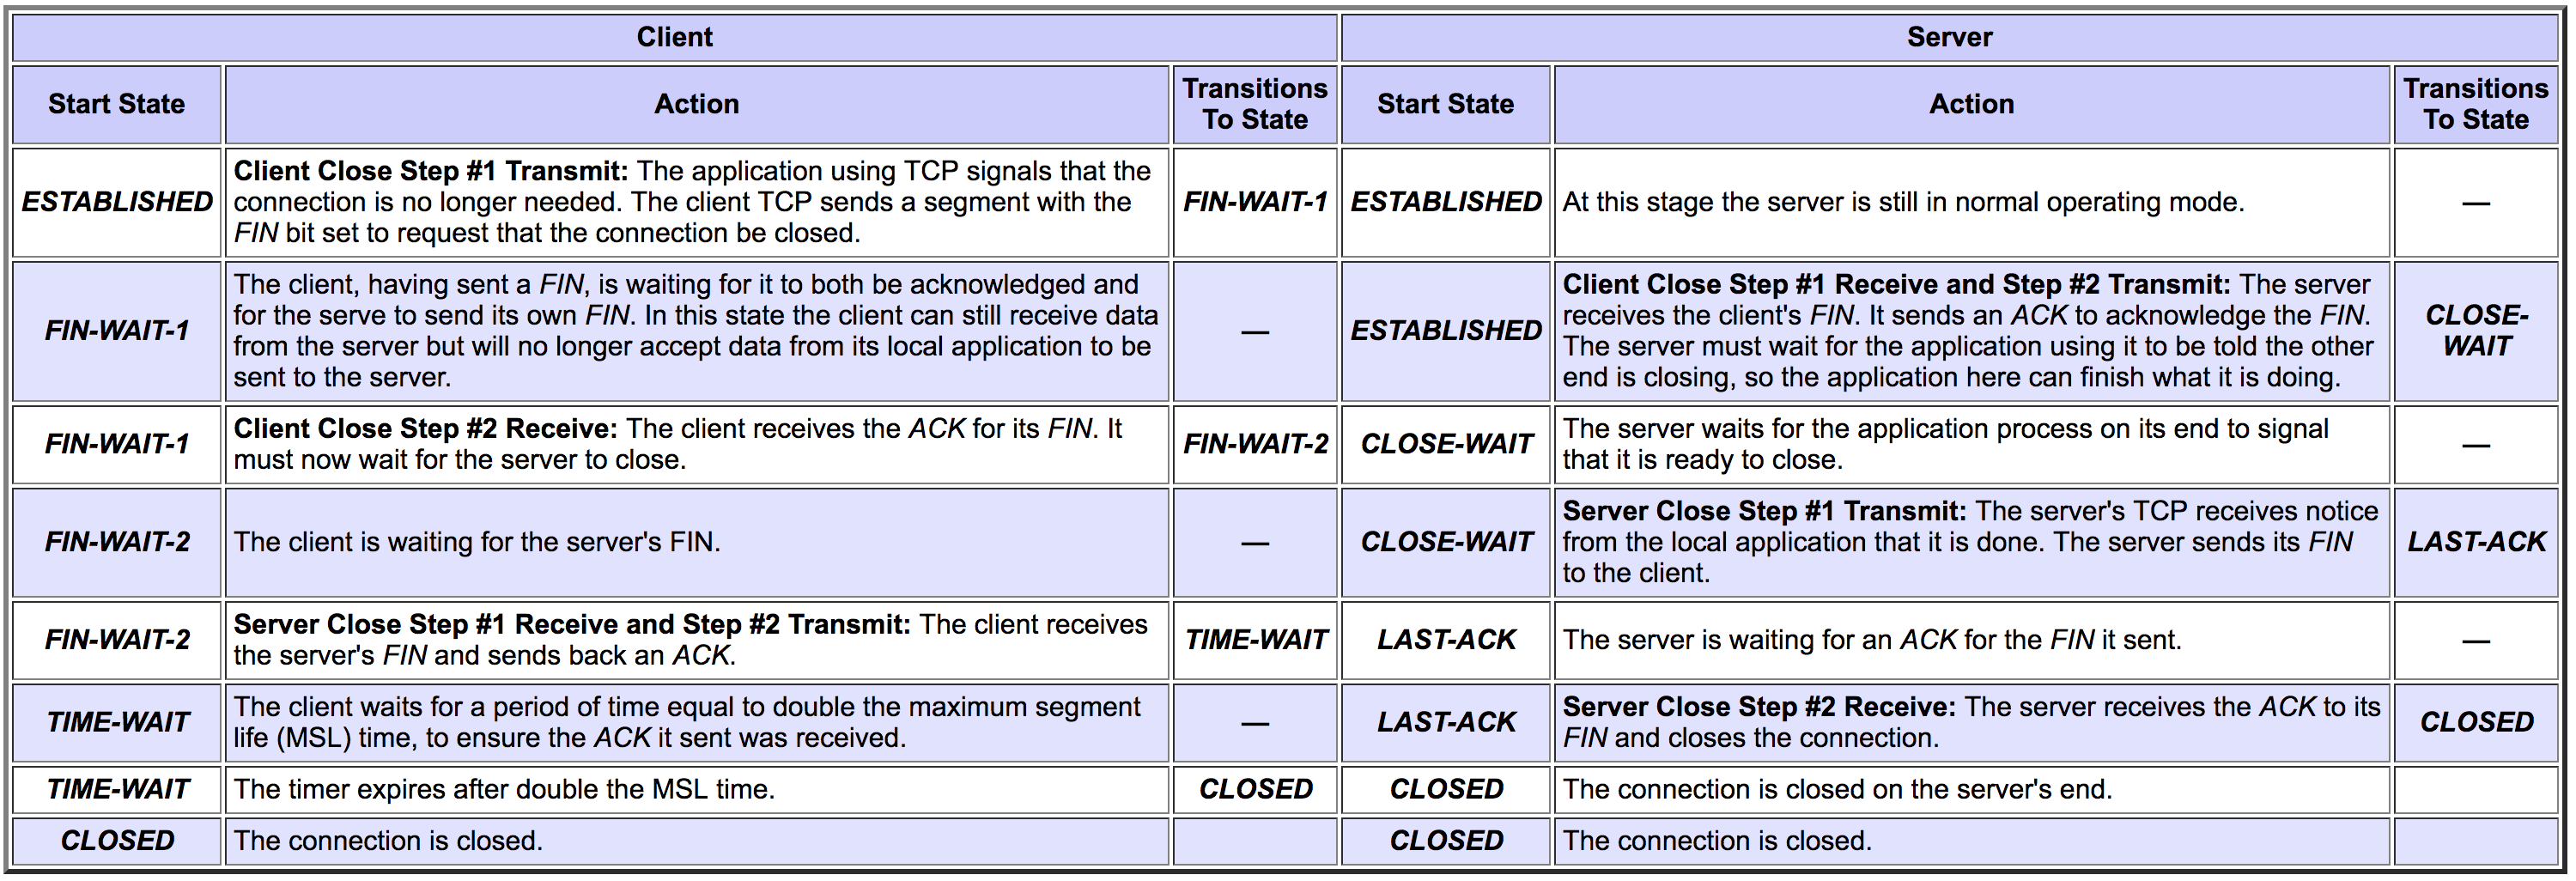 Client
Server
Start State
Action
Transitions
To State
Start State
Action
Transitions
To State
ESTABLISHED
Client Close Step #1 Transmit: The application using TCP signals that the
connection is no longer needed. The client TCP sends a segment with the
FIN bit set to request that the connection be closed.
FIN-WAIT-1
ESTABLISHED
At this stage the server is still in normal operating mode.
—
FIN-WAIT-1
The client, having sent a FIN, is waiting for it to both be acknowledged and
for the serve to send its own FIN. In this state the client can still receive data
from the server but will no longer accept data from its local application to be
sent to the server.
—
ESTABLISHED
Client Close Step #1 Receive and Step #2 Transmit: The server
receives the client's FIN. It sends an ACK to acknowledge the FIN.
The server must wait for the application using it to be told the other
end is closing, so the application here can finish what it is doing.
CLOSE-
WAIT
FIN-WAIT-1
Client Close Step #2 Receive: The client receives the ACK for its FIN. It
must now wait for the server to close.
FIN-WAIT-2
CLOSE-WAIT
The server waits for the application process on its end to signal
that it is ready to close.
—
FIN-WAIT-2
The client is waiting for the server's FIN.
—
CLOSE-WAIT
Server Close Step #1 Transmit: The server's TCP receives notice
from the local application that it is done. The server sends its FIN
to the client.
LAST-ACK
FIN-WAIT-2
Server Close Step #1 Receive and Step #2 Transmit: The client receives
the server's FIN and sends back an ACK.
TIME-WAIT
LAST-ACK
The server is waiting for an ACK for the FIN it sent.
—
TIME-WAIT
The client waits for a period of time equal to double the maximum segment
life (MSL) time, to ensure the ACK it sent was received.
—
LAST-ACK
Server Close Step #2 Receive: The server receives the ACK to its
FIN and closes the connection.
CLOSED
TIME-WAIT
The timer expires after double the MSL time.
CLOSED
CLOSED
The connection is closed on the server's end.
CLOSED
The connection is closed.
CLOSED
The connection is closed.